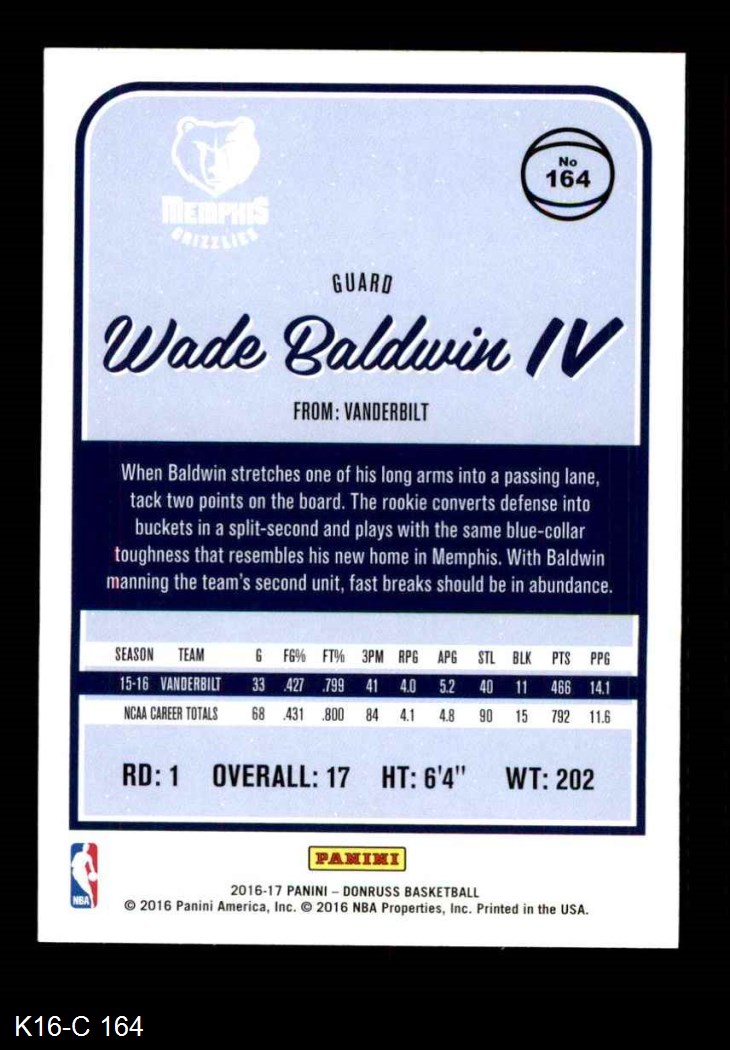 MEMPHIS
GRIZZLIES
No
164
GUARD
Wade Baldwin IV
FROM: VANDERBILT
When Baldwin stretches one of his long arms into a passing lane,
tack two points on the board. The rookie converts defense into
buckets in a split-second and plays with the same blue-collar
toughness that resembles his new home in Memphis. With Baldwin
manning the team's second unit, fast breaks should be in abundance.
SEASON TEAM G FG% FT% 3PM RPG APG STL BLK PTS PPG
15-16 VANDERBILT 33 .427 .799 41 4.0 5.2 40 11 466 14.1
NCAA CAREER TOTALS 68 .431 .800 84 4.1 4.8 90 15 792 11.6
RD: 1 OVERALL: 17 HT: 6'4" WT: 202
PANINI
NBA
2016-17 PANINI – DONRUSS BASKETBALL
© 2016 Panini America, Inc. © 2016 NBA Properties, Inc. Printed in the USA.
K16-C 164